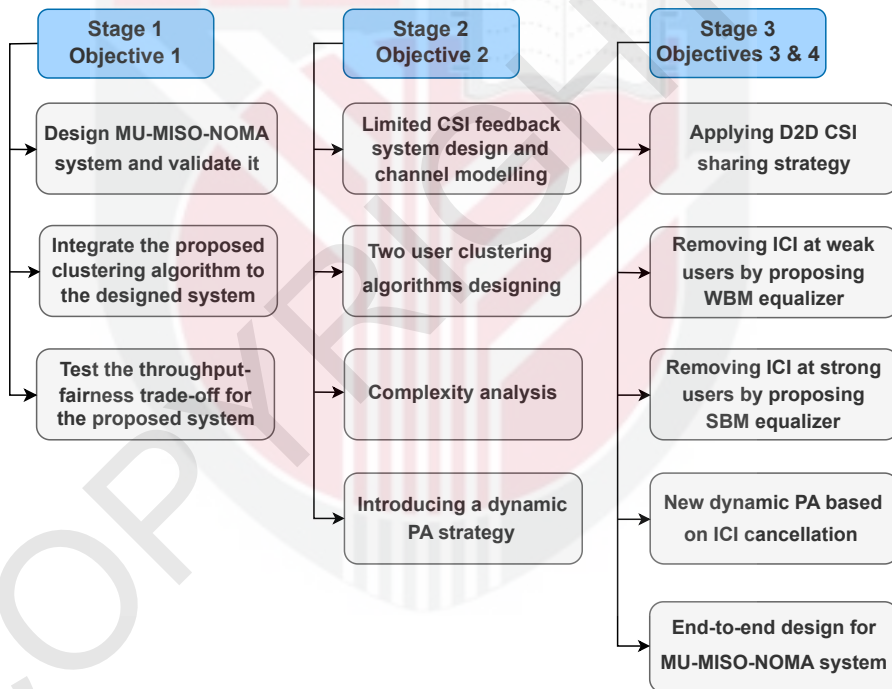 Stage 1
Objective 1
Design MU-MISO-NOMA
system and validate it
Integrate the proposed
clustering algorithm to
the designed system
Test the throughput-
fairness trade-off for
the proposed system
Stage 2
Objective 2
Limited CSI feedback
system design and
channel modelling
Two user clustering
algorithms designing
Complexity analysis
Introducing a dynamic
PA strategy
Stage 3
Objectives 3 & 4
Applying D2D CSI
sharing strategy
Removing ICI at weak
users by proposing
WBM equalizer
Removing ICI at strong
users by proposing
SBM equalizer
New dynamic PA based
on ICI cancellation
End-to-end design for
MU-MISO-NOMA system
COPYRIGHT